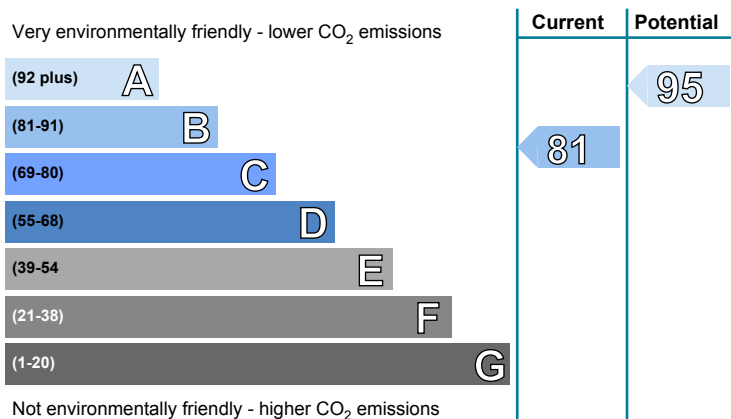 Very environmentally friendly - lower CO2 emissions
Current
Potential
(92 plus) A
95
(81-91) B
81
(69-80) C
(55-68) D
(39-54 E
(21-38) F
(1-20) G
Not environmentally friendly - higher CO2 emissions